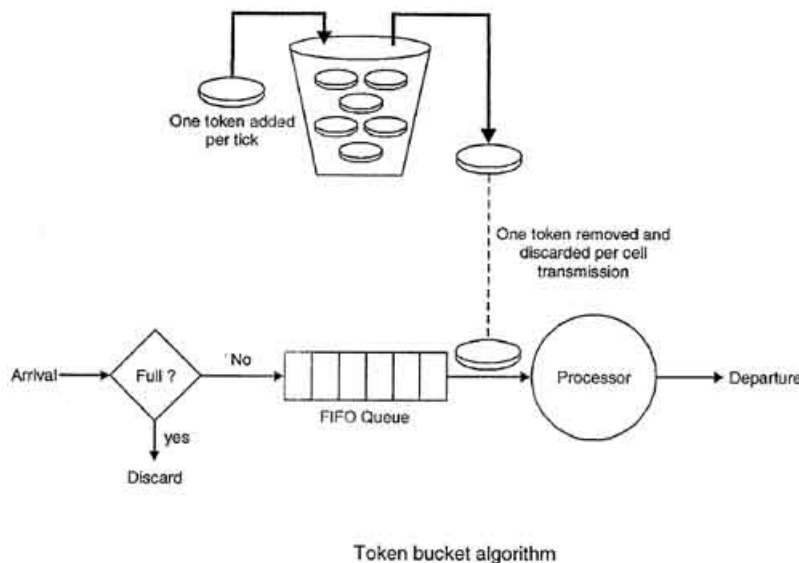 One token added
per tick
One token removed and
discarded per cell
transmission
Arrival
Full ?
No
yes
Discard
FIFO Queue
Processor
Departure
Token bucket algorithm